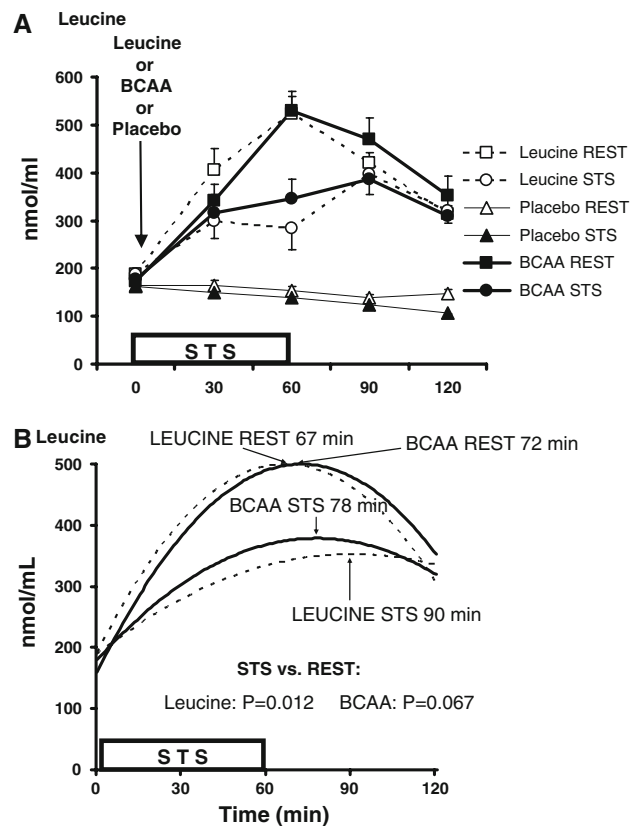 A
Leucine
Leucine
or
BCAA
or
Placebo
600
500
400
300
200
100
0
nmol/ml
Leucine REST
Leucine STS
Placebo REST
Placebo STS
BCAA REST
BCAA STS
STS
0 30 60 90 120
B
Leucine
LEUCINE REST 67 min
BCAA REST 72 min
BCAA STS 78 min
LEUCINE STS 90 min
500
400
300
200
100
0
nmol/mL
STS vs. REST:
Leucine: P=0.012 BCAA: P=0.067
STS
0 30 60 90 120
Time (min)